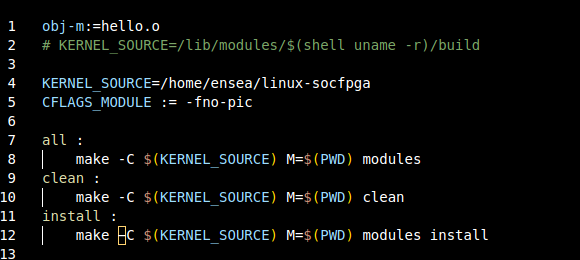 1 obj-m:=hello.o
2 # KERNEL_SOURCE=/lib/modules/$(shell uname -r)/build
3
4 KERNEL_SOURCE=/home/ensea/linux-socfpga
5 CFLAGS_MODULE := -fno-pic
6
7 all :
8 make -C $(KERNEL_SOURCE) M=$(PWD) modules
9 clean :
10 make -C $(KERNEL_SOURCE) M=$(PWD) clean
11 install :
12 make -C $(KERNEL_SOURCE) M=$(PWD) modules install
13